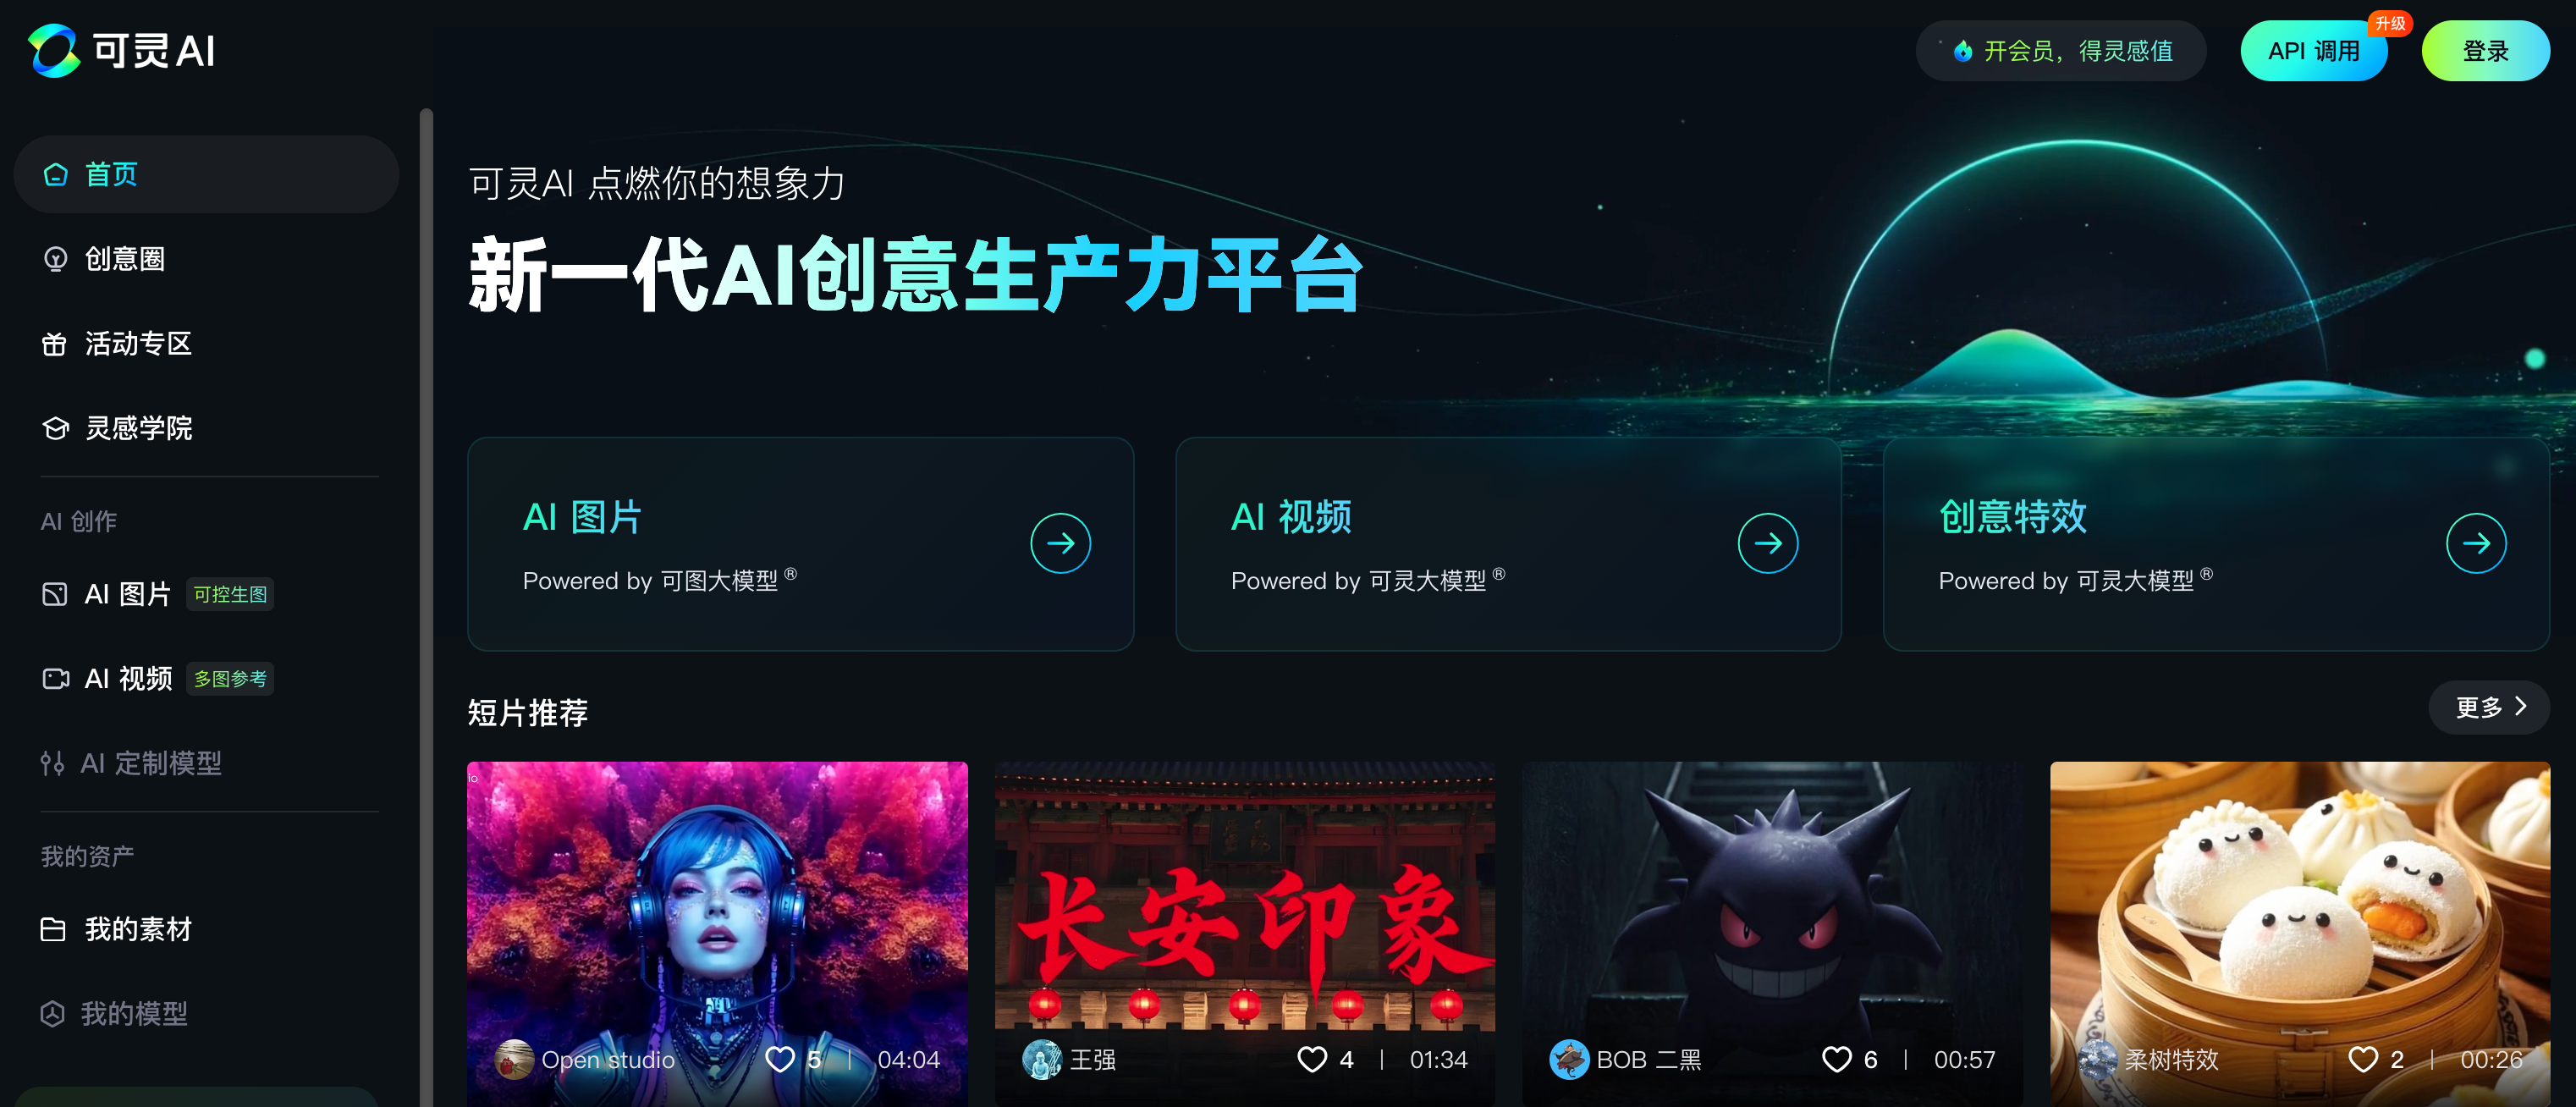 可灵AI
开会员，得灵感值
API 调用
升级
登录
首页
创意圈
活动专区
灵感学院
AI 创作
AI 图片 可控生图
AI 视频 多图参考
AI 定制模型
我的资产
我的素材
我的模型
可灵AI 点燃你的想象力
新一代AI创意生产力平台
AI 图片
Powered by 可图大模型 ®
AI 视频
Powered by 可灵大模型 ®
创意特效
Powered by 可灵大模型 ®
短片推荐
更多
io
Open studio 5 | 04:04
长安印象
王强 4 | 01:34
BOB 二黑 6 | 00:57
柔树特效 2 | 00:26